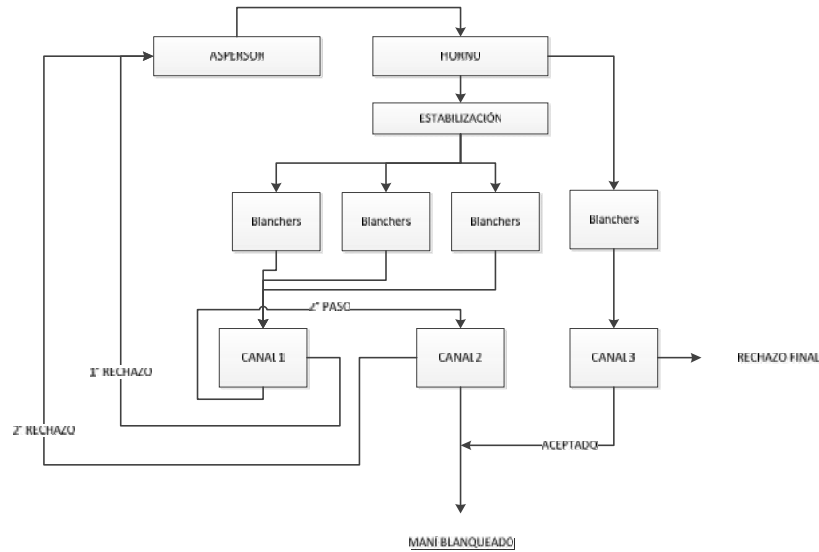 ASPERSOR
HORNO
ESTABILIZACIÓN
Blanchers
Blanchers
Blanchers
Blanchers
2° PASO
CANAL 1
CANAL 2
CANAL 3
RECHAZO FINAL
1° RECHAZO
2° RECHAZO
ACEPTADO
MANÍ BLANQUEADO